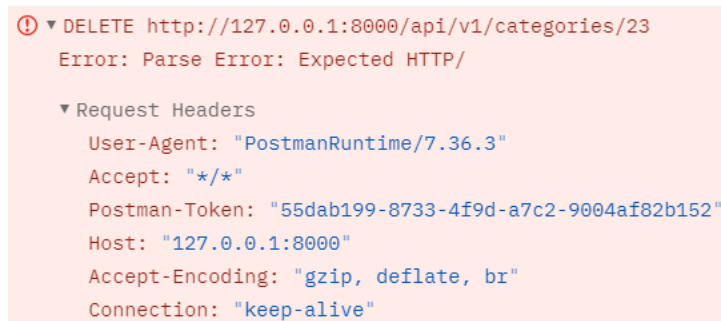 DELETE http://127.0.0.1:8000/api/v1/categories/23
Error: Parse Error: Expected HTTP/
Request Headers
User-Agent: "PostmanRuntime/7.36.3"
Accept: "*/*"
Postman-Token: "55dab199-8733-4f9d-a7c2-9004af82b152"
Host: "127.0.0.1:8000"
Accept-Encoding: "gzip, deflate, br"
Connection: "keep-alive"